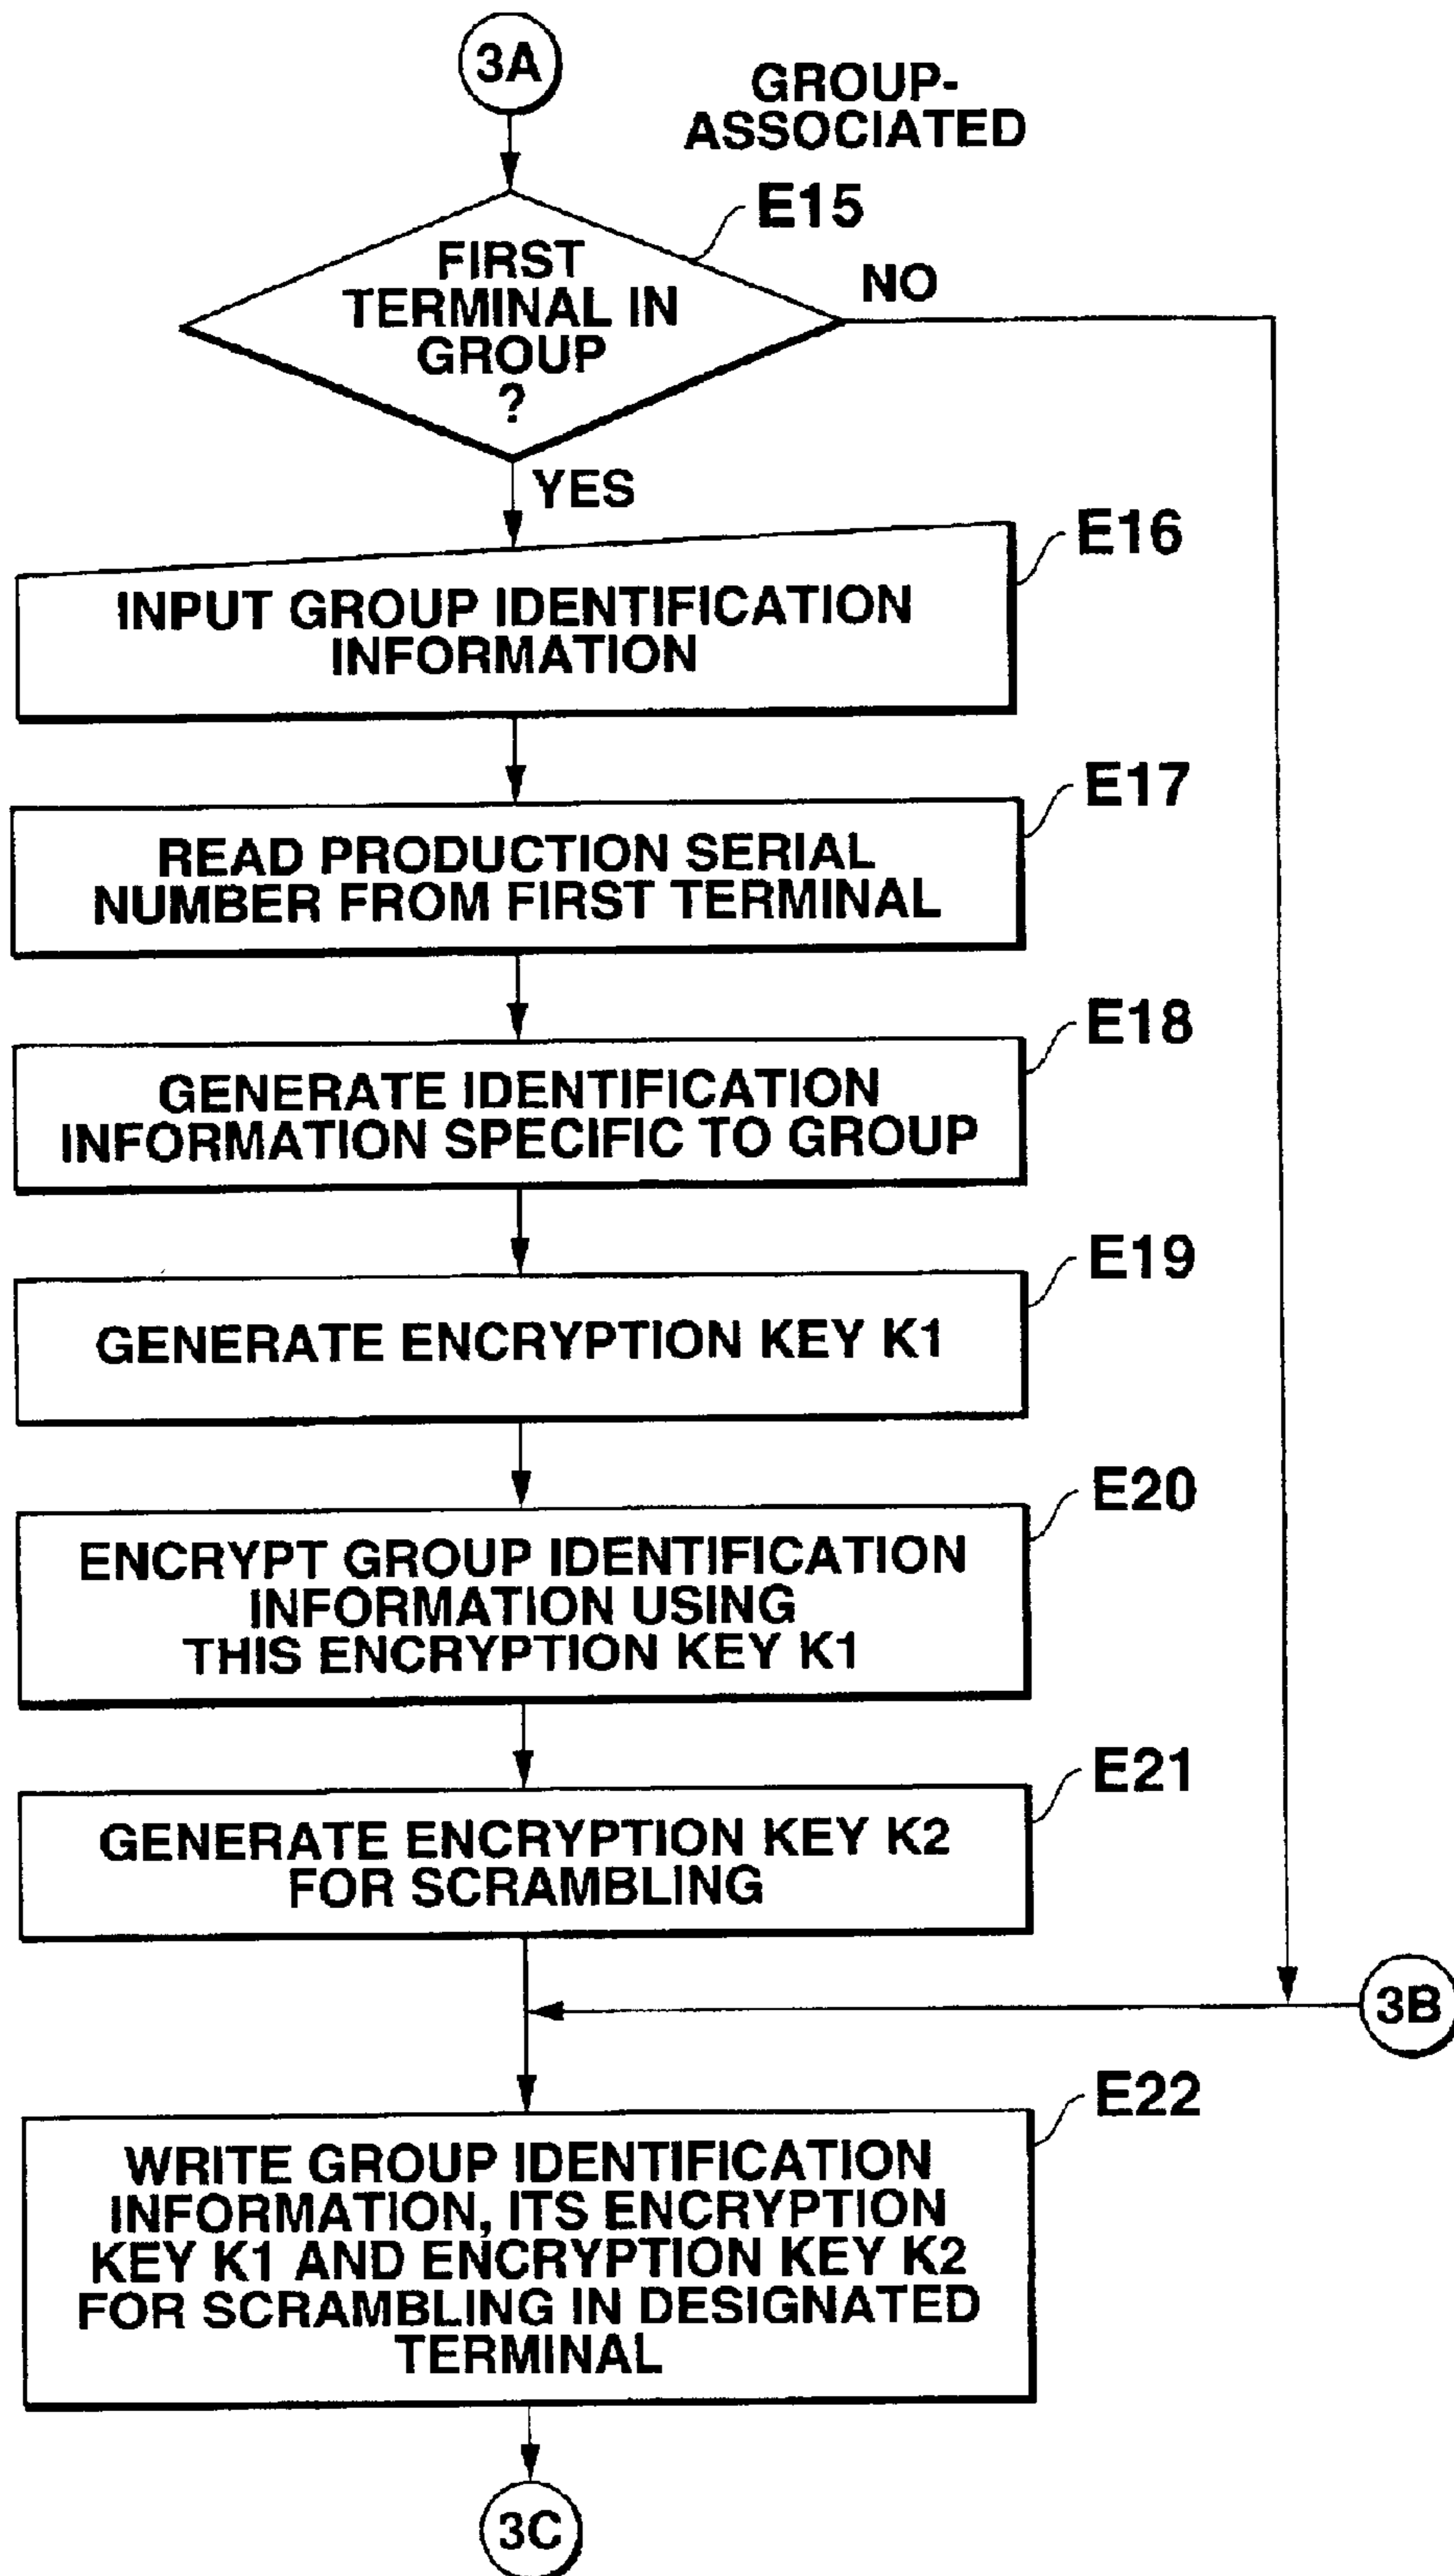 3A
GROUP-
ASSOCIATED
E15
FIRST
TERMINAL IN
GROUP
?
NO
YES
E16
INPUT GROUP IDENTIFICATION
INFORMATION
E17
READ PRODUCTION SERIAL
NUMBER FROM FIRST TERMINAL
E18
GENERATE IDENTIFICATION
INFORMATION SPECIFIC TO GROUP
E19
GENERATE ENCRYPTION KEY K1
E20
ENCRYPT GROUP IDENTIFICATION
INFORMATION USING
THIS ENCRYPTION KEY K1
E21
GENERATE ENCRYPTION KEY K2
FOR SCRAMBLING
3B
E22
WRITE GROUP IDENTIFICATION
INFORMATION, ITS ENCRYPTION
KEY K1 AND ENCRYPTION KEY K2
FOR SCRAMBLING IN DESIGNATED
TERMINAL
3C